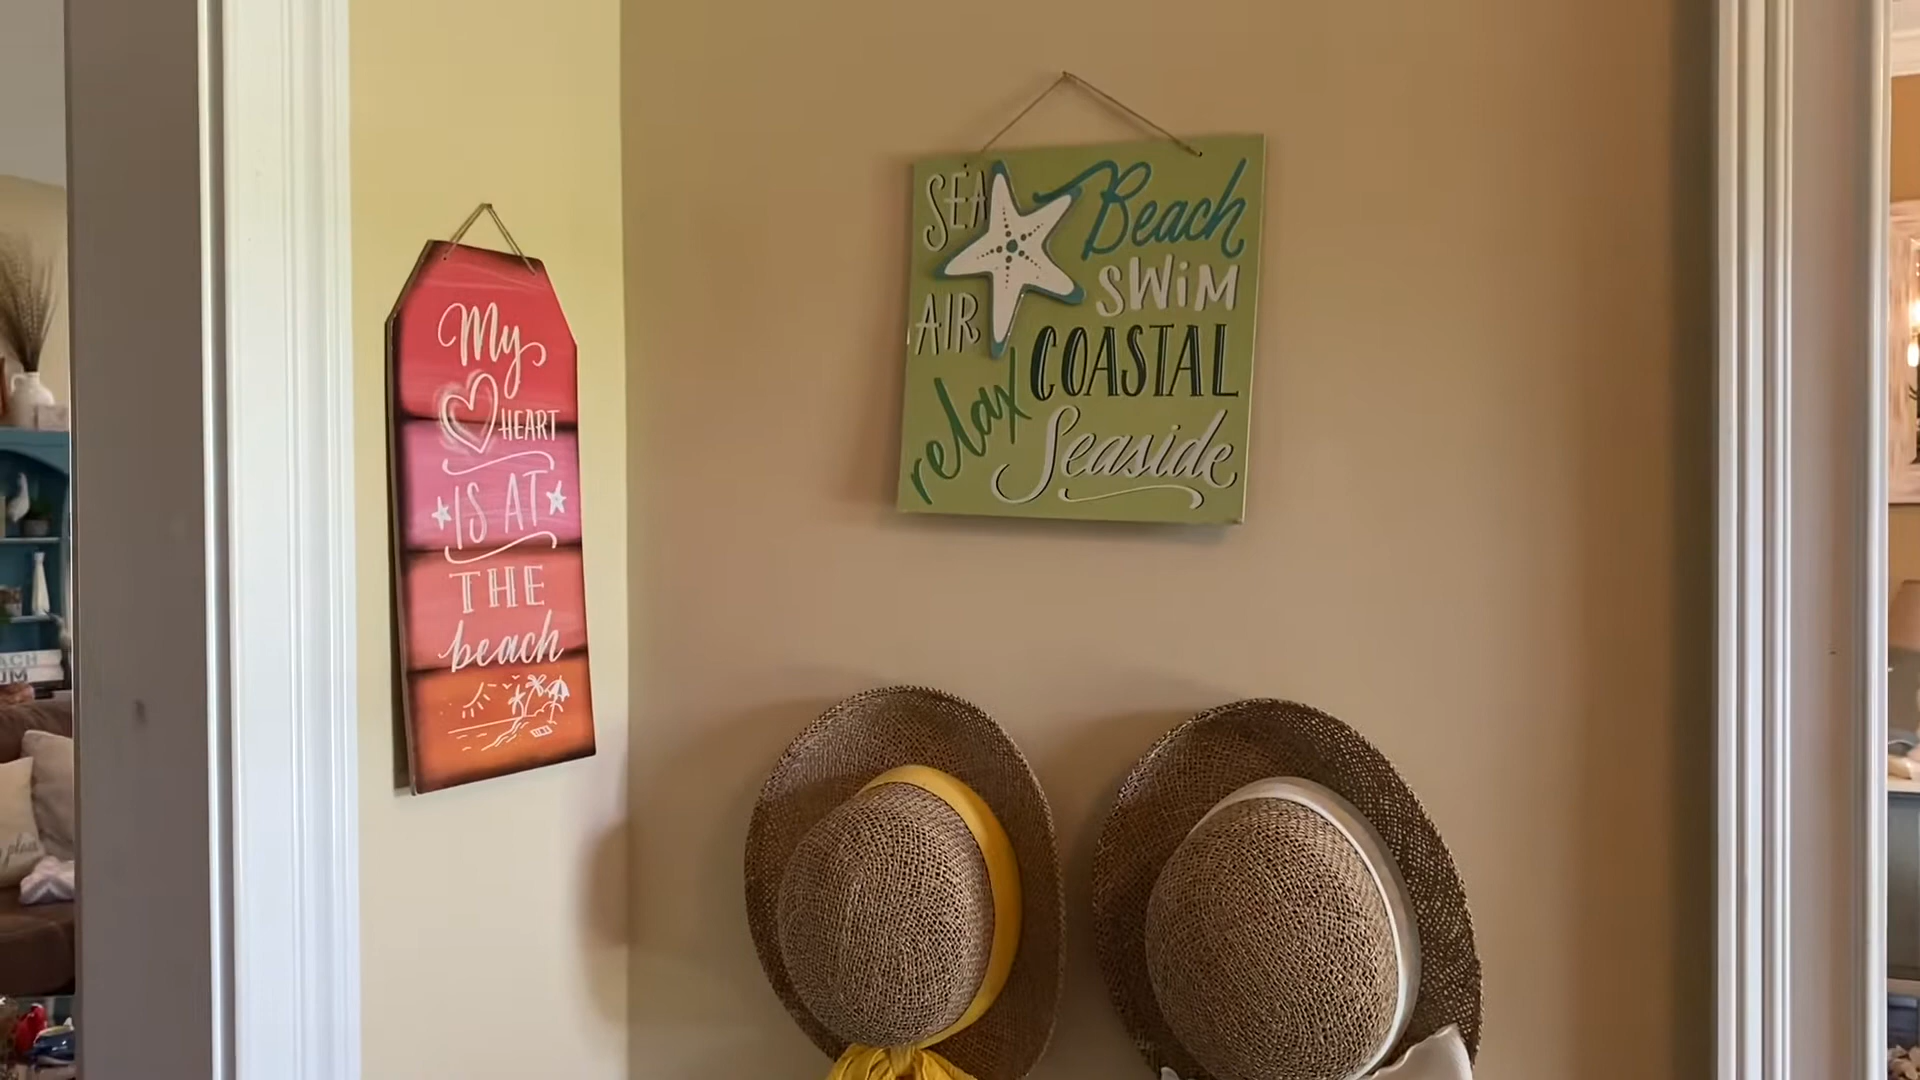 My
HEART
IS AT
THE
beach
SEA
AIR
Beach
SWiM
COASTAL
relax
Seaside